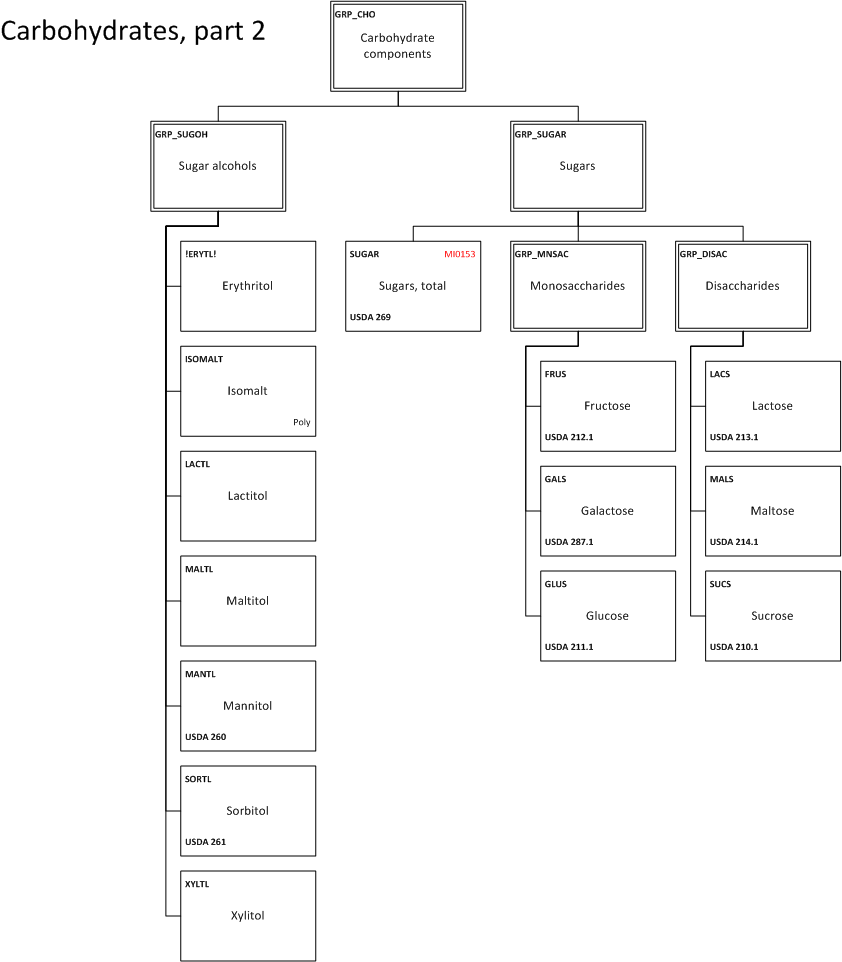 Carbohydrates, part 2
GRP_CHO
Carbohydrate
components
GRP_SUGOH
Sugar alcohols
GRP_SUGAR
Sugars
!ERYTL!
Erythritol
ISOMALT
Isomalt
Poly
LACTL
Lactitol
MALTL
Maltitol
MANTL
Mannitol
USDA 260
SORTL
Sorbitol
USDA 261
XYLTL
Xylitol
SUGAR MI0153
Sugars, total
USDA 269
GRP_MNSAC
Monosaccharides
FRUS
Fructose
USDA 212.1
GALS
Galactose
USDA 287.1
GLUS
Glucose
USDA 211.1
GRP_DISAC
Disaccharides
LACS
Lactose
USDA 213.1
MALS
Maltose
USDA 214.1
SUCS
Sucrose
USDA 210.1